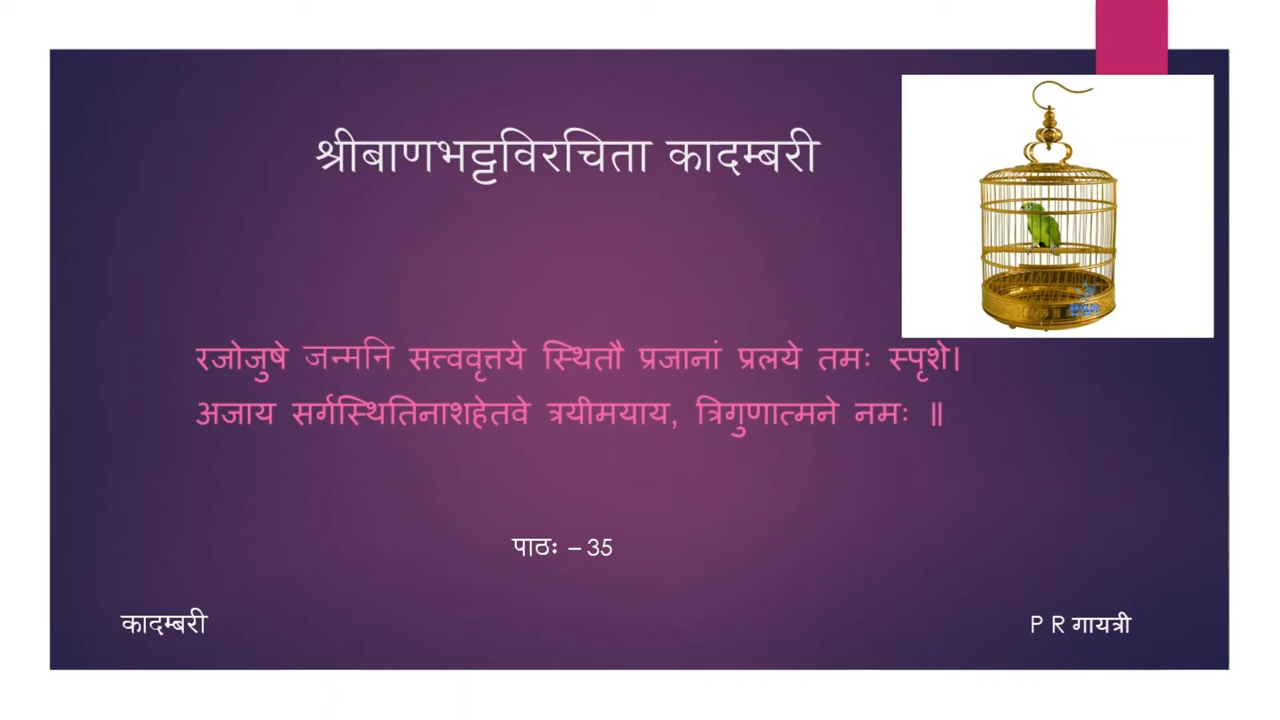 श्रीबाणभट्टविरचिता कादम्बरी
रजोजुषे जन्मनि सत्त्ववृत्तये स्थितौ प्रजानां प्रलये तमः स्पृशे।
अजाय सर्गस्थितिनाशहेतवे त्रयीमयाय, त्रिगुणात्मने नमः ॥
पाठः – 35
कादम्बरी
P R गायत्री